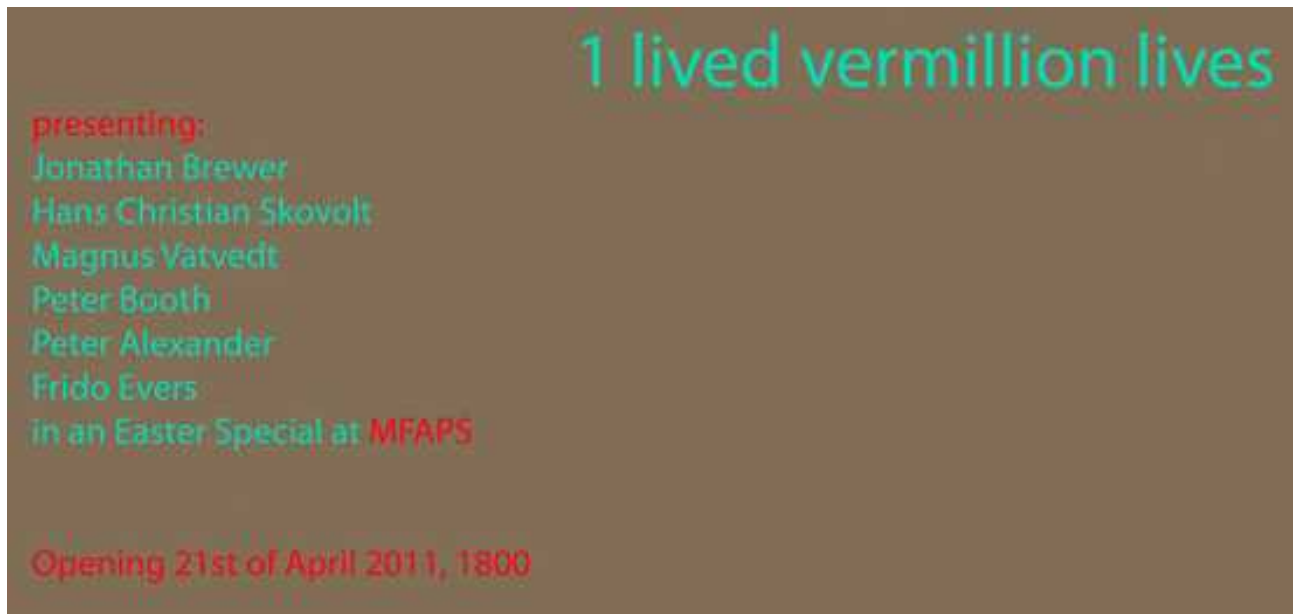 1 lived vermillion lives
presenting:
Jonathan Brewer
Hans Christian Skovolt
Magnus Vatvedt
Peter Booth
Peter Alexander
Frido Evers
in an Easter Special at MFAPS
Opening 21st of April 2011, 1800